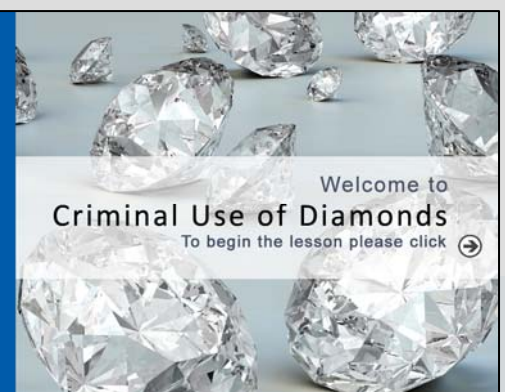 Welcome to
Criminal Use of Diamonds
To begin the lesson please click